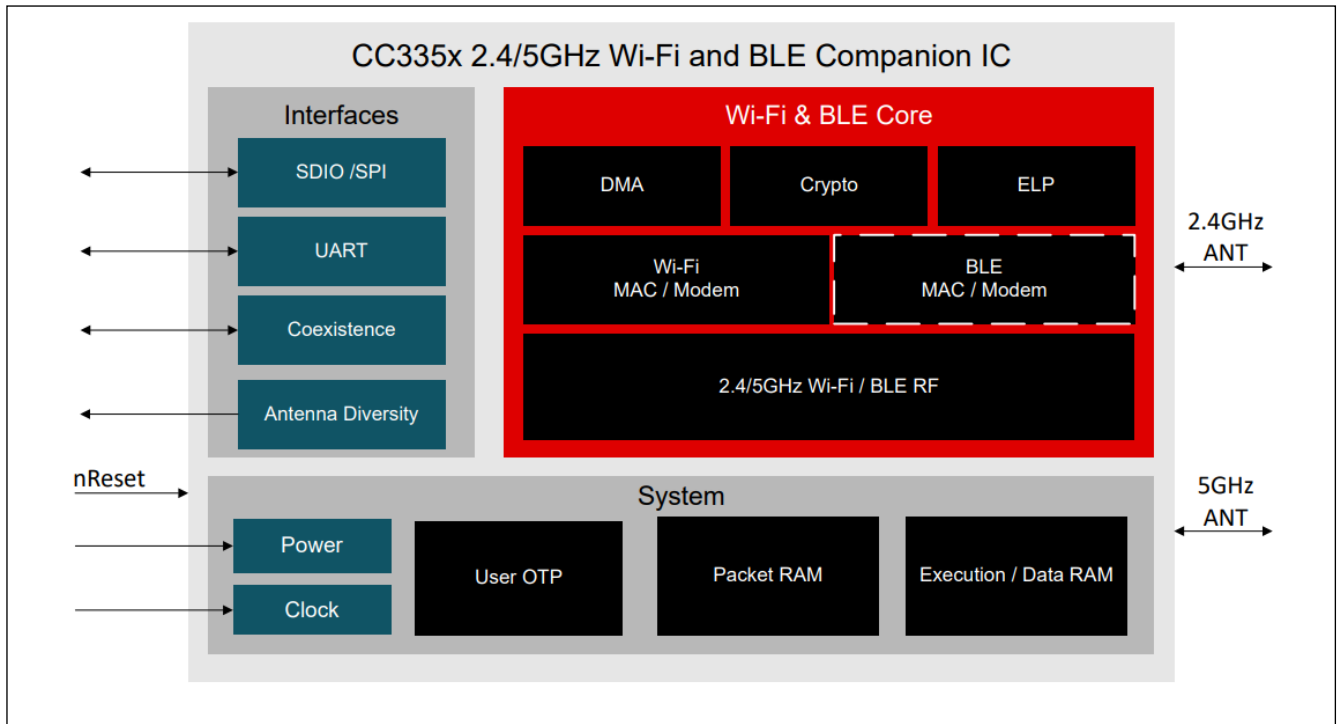 CC335x 2.4/5GHz Wi-Fi and BLE Companion IC
Interfaces
SDIO /SPI
UART
Coexistence
Antenna Diversity
Wi-Fi & BLE Core
DMA
Crypto
ELP
Wi-Fi
MAC / Modem
BLE
MAC / Modem
2.4/5GHz Wi-Fi / BLE RF
2.4GHz
ANT
nReset
System
Power
Clock
User OTP
Packet RAM
Execution / Data RAM
5GHz
ANT